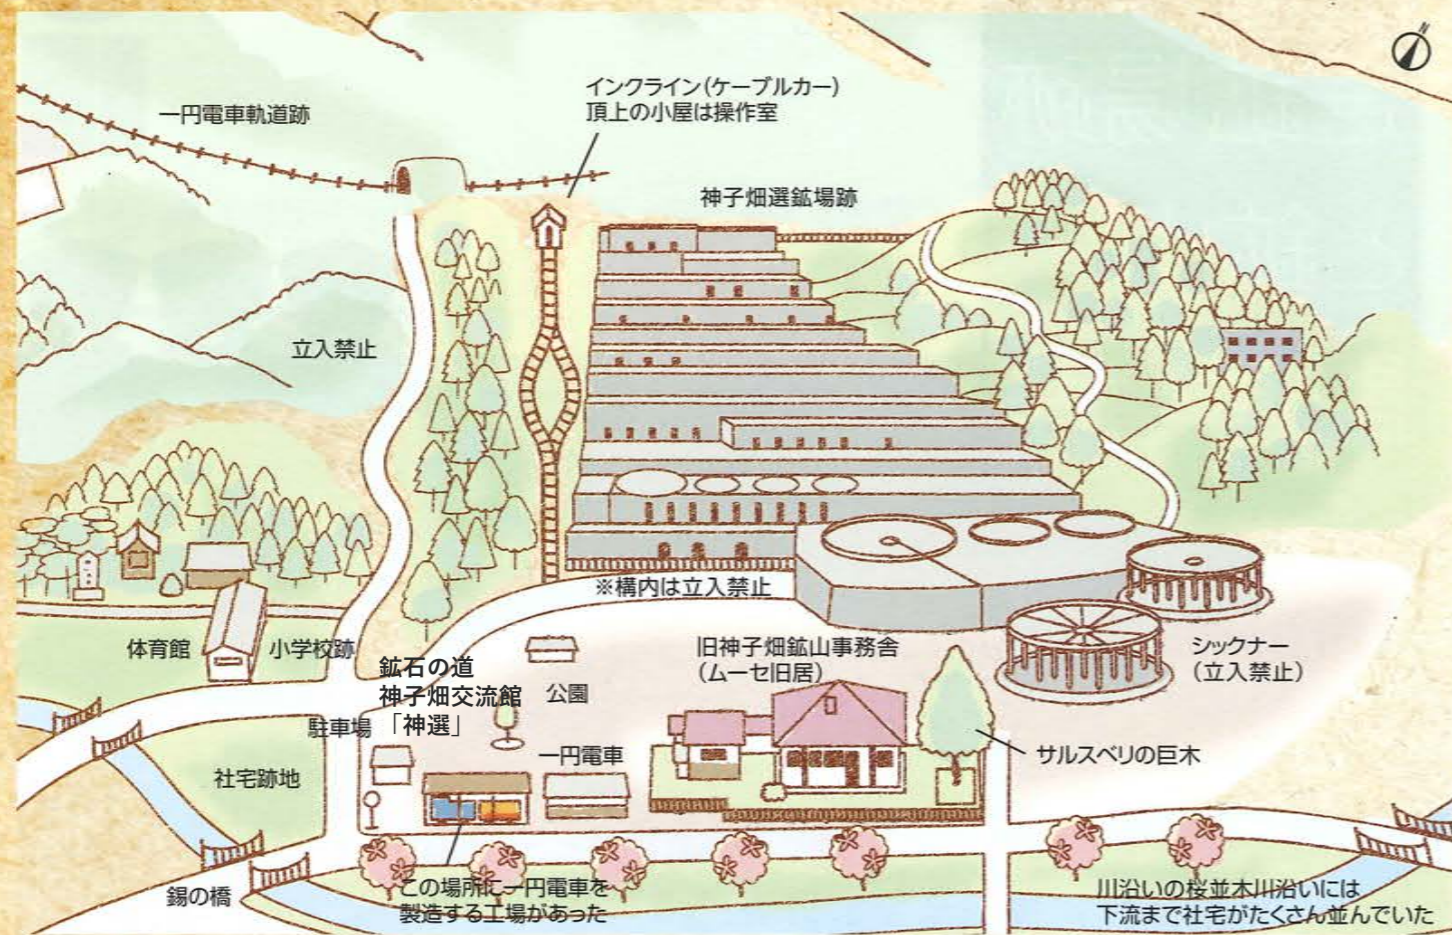 N
インクライン(ケーブルカー)
頂上の小屋は操作室
一円電車軌道跡
神子畑選鉱場跡
立入禁止
※構内は立入禁止
体育館
小学校跡
旧神子畑鉱山事務舎
(ムーセ旧居)
シックナー
(立入禁止)
鉱石の道
神子畑交流館
「神選」
公園
駐車場
一円電車
サルスベリの巨木
社宅跡地
錫の橋
この場所に一円電車を
製造する工場があった
川沿いの桜並木川沿いには
下流まで社宅がたくさん並んでいた